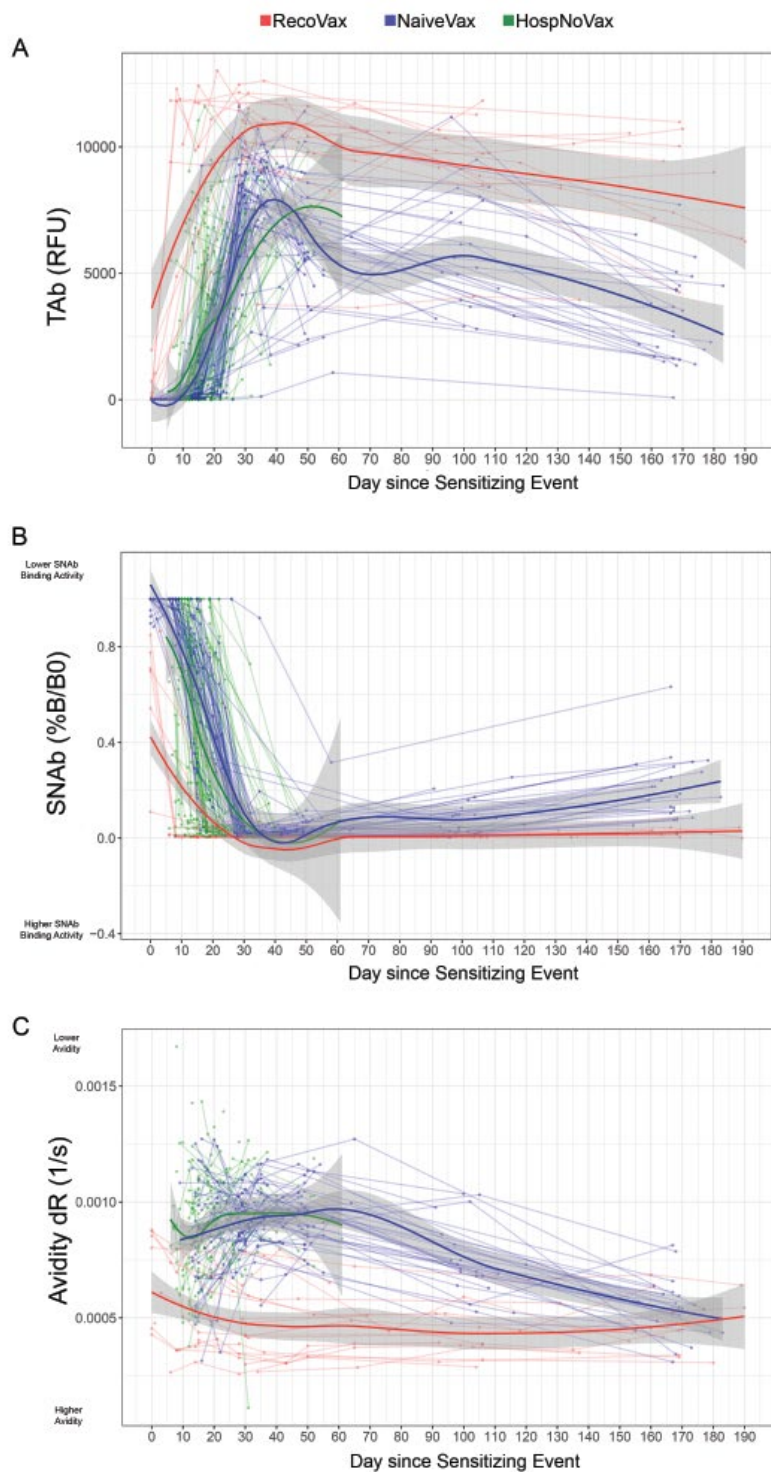 RecoVax NaiveVax HospNoVax
A
TAb (RFU)
10000
5000
0
0 10 20 30 40 50 60 70 80 90 100 110 120 130 140 150 160 170 180 190
Day since Sensitizing Event
B
Lower SNAb
Binding Activity
SNAb (%B/B0)
0.8
0.4
0.0
Higher SNAb
Binding Activity
−0.4
0 10 20 30 40 50 60 70 80 90 100 110 120 130 140 150 160 170 180 190
Day since Sensitizing Event
C
Lower
Avidity
Avidity dR (1/s)
0.0015
0.0010
0.0005
Higher
Avidity
0 10 20 30 40 50 60 70 80 90 100 110 120 130 140 150 160 170 180 190
Day since Sensitizing Event